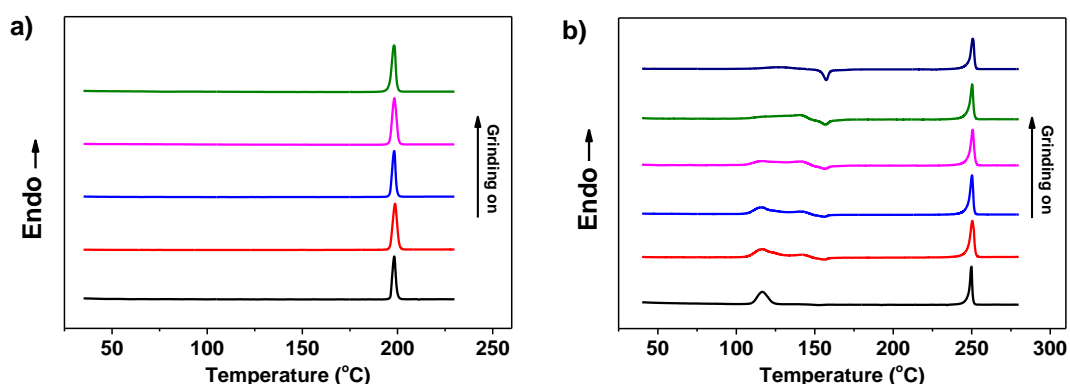 a)
Endo →
Grinding on
50 100 150 200 250
Temperature (°C)
b)
Endo →
Grinding on
50 100 150 200 250 300
Temperature (°C)